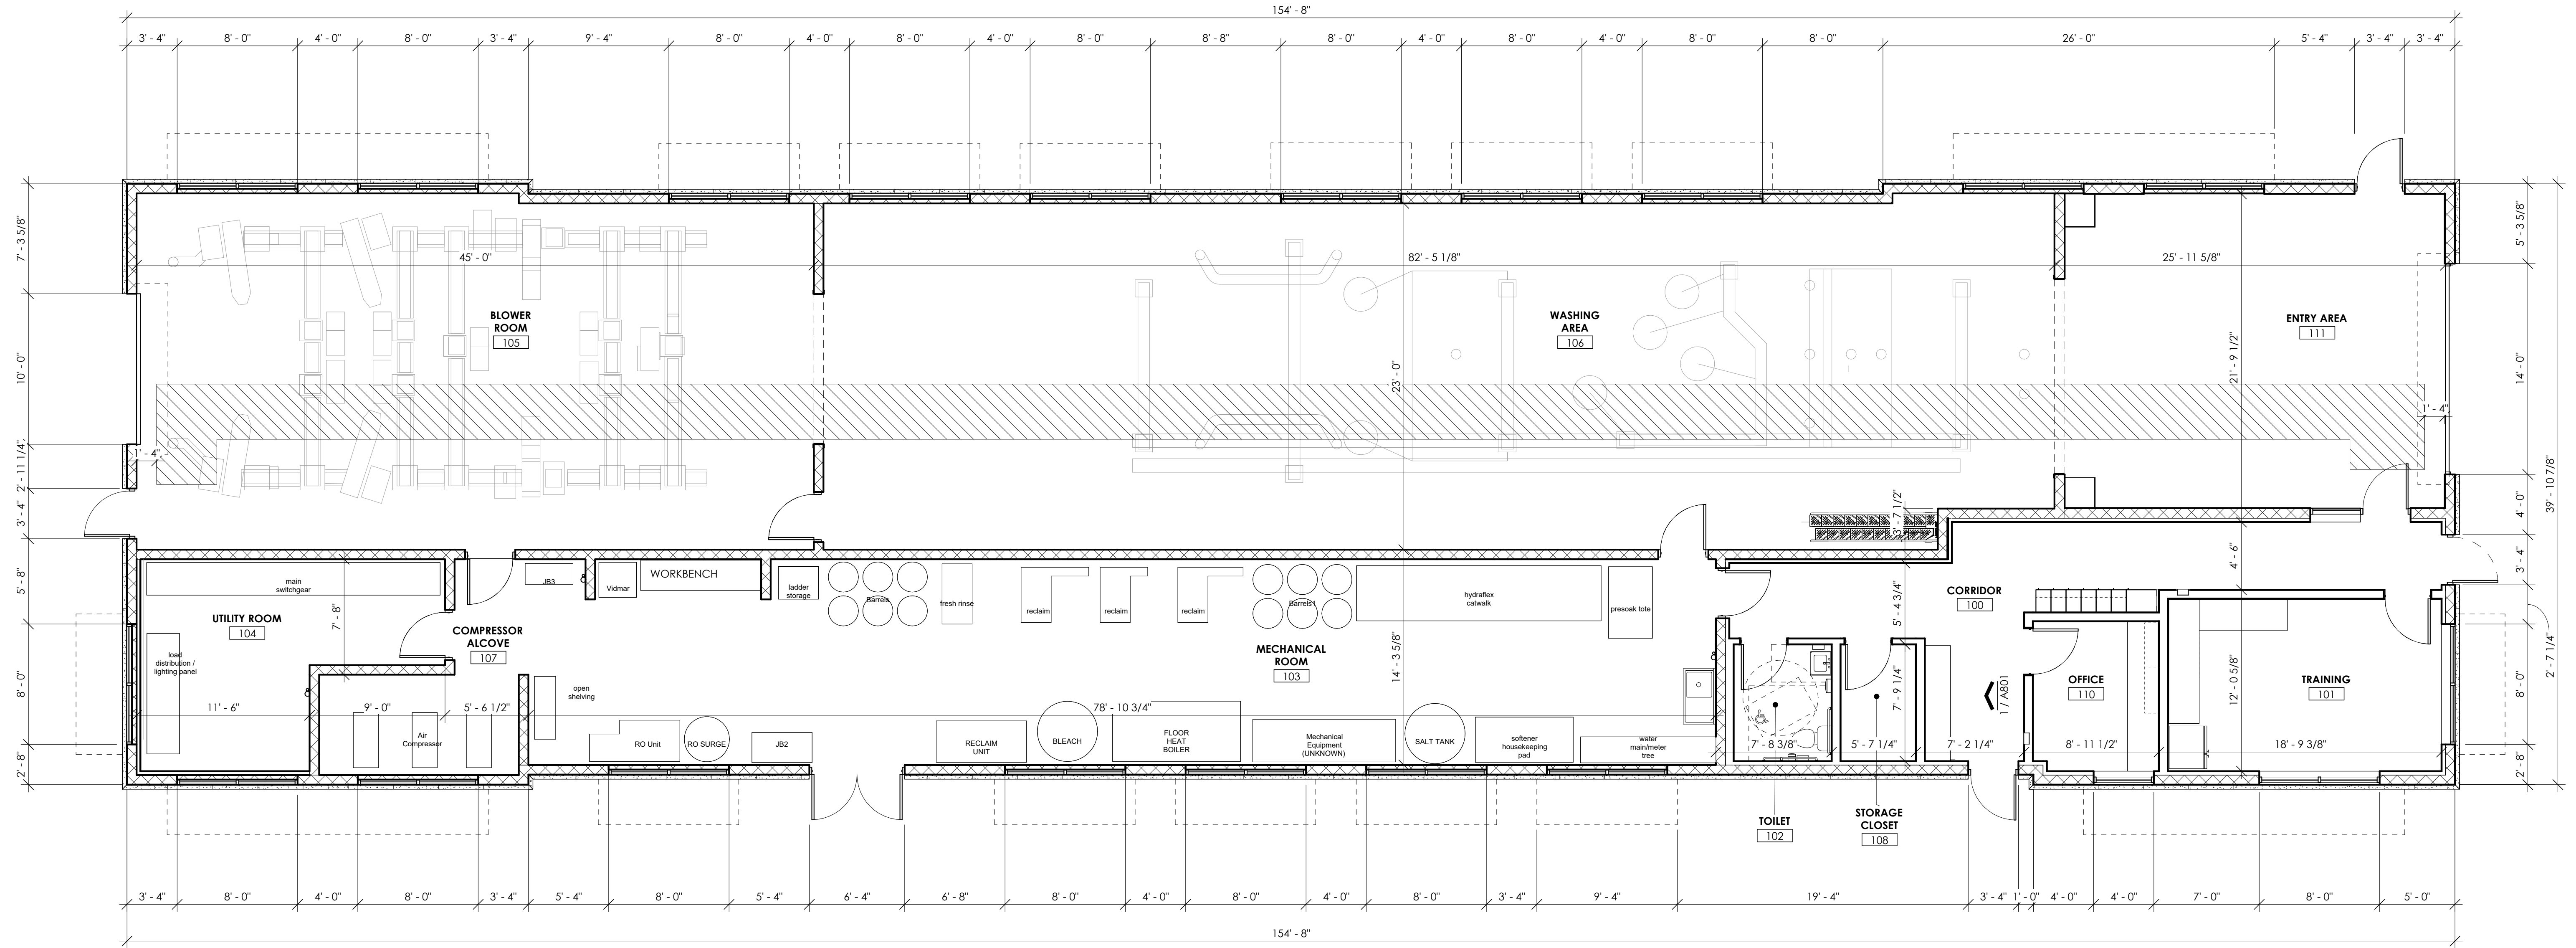 154' - 8"
3' - 4" 8' - 0" 4' - 0" 8' - 0" 3' - 4" 9' - 4" 8' - 0" 4' - 0" 8' - 0" 4' - 0" 8' - 0" 8' - 8" 8' - 0" 4' - 0" 8' - 0" 4' - 0" 8' - 0" 8' - 0" 26' - 0" 5' - 4" 3' - 4" 3' - 4"
7' - 3 5/8"
10' - 0"
2' - 11 1/4"
3' - 4"
5' - 8"
8' - 0"
2' - 8"
45' - 0"
82' - 5 1/8"
25' - 11 5/8"
BLOWER
ROOM
105
WASHING
AREA
106
ENTRY AREA
111
23' - 0"
21' - 9 1/2"
1' - 4"
1' - 4"
5' - 3 5/8"
14' - 0"
4' - 0"
3' - 4"
8' - 0"
2' - 8"
39' - 10 7/8"
2' - 7 1/4"
3' - 7 1/2"
4' - 6"
main
switchgear
UTILITY ROOM
104
7' - 8"
load
distribution /
lighting panel
11' - 6"
COMPRESSOR
ALCOVE
107
9' - 0"
5' - 6 1/2"
Air
Compressor
JB3
Vidmar
WORKBENCH
ladder
storage
Barrels
fresh rinse
reclaim
reclaim
reclaim
Barrels1
hydraflex
catwalk
presoak tote
open
shelving
MECHANICAL
ROOM
103
14' - 3 5/8"
78' - 10 3/4"
RO Unit
RO SURGE
JB2
RECLAIM
UNIT
BLEACH
FLOOR
HEAT
BOILER
Mechanical
Equipment
(UNKNOWN)
SALT TANK
softener
housekeeping
pad
water
main/meter
tree
5' - 4 3/4"
CORRIDOR
100
7' - 9 1/4"
1 / A801
OFFICE
110
12' - 0 5/8"
TRAINING
101
7' - 8 3/8"
5' - 7 1/4"
7' - 2 1/4"
8' - 11 1/2"
18' - 9 3/8"
TOILET
102
STORAGE
CLOSET
108
3' - 4" 8' - 0" 4' - 0" 8' - 0" 3' - 4" 5' - 4" 8' - 0" 5' - 4" 6' - 4" 6' - 8" 8' - 0" 4' - 0" 8' - 0" 4' - 0" 8' - 0" 3' - 4" 9' - 4" 19' - 4" 3' - 4" 1' - 0" 4' - 0" 4' - 0" 7' - 0" 8' - 0" 5' - 0"
154' - 8"